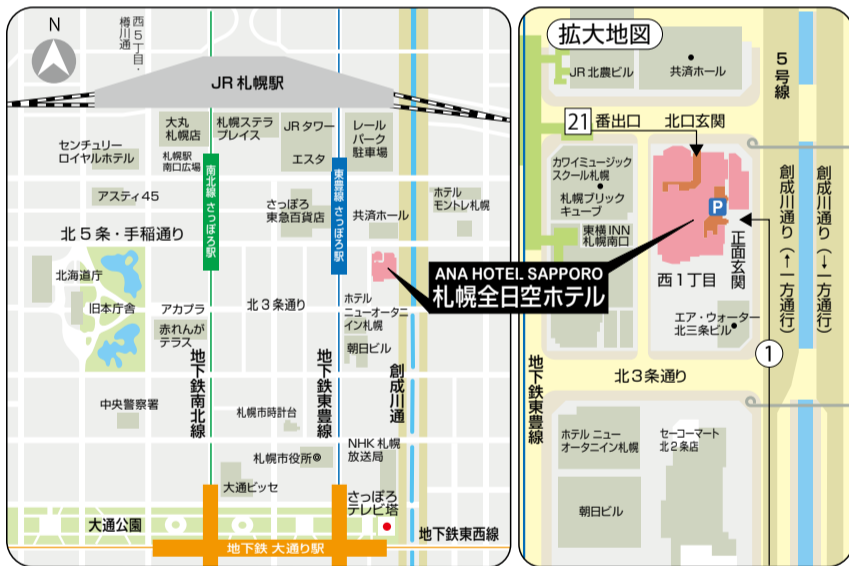 N
西5丁目・
樽川通
JR 札幌駅
大丸
札幌店
札幌ステラ
プレイス
JRタワー
エスタ
レール
パーク
駐車場
センチュリー
ロイヤルホテル
札幌駅
南口広場
南北線 さっぽろ駅
東豊線 さっぽろ駅
アスティ45
さっぽろ
東急百貨店
共済ホール
ホテル
モントレ札幌
北5条・手稲通り
北海道庁
旧本庁舎
アカプラ
赤れんが
テラス
北3条通り
ホテル
ニューオータニ
イン札幌
朝日ビル
地下鉄南北線
地下鉄東豊線
創成川通
中央警察署
札幌市時計台
札幌市役所◎
NHK 札幌
放送局
大通ビッセ
さっぽろ
テレビ塔
大通公園
地下鉄東西線
地下鉄 大通り駅
ANA HOTEL SAPPORO
札幌全日空ホテル
拡大地図
JR 北農ビル
共済ホール
5号線
21 番出口
北口玄関
カワイミュージック
スクール札幌
札幌ブリック
キューブ
東横INN
札幌南口
P
正面玄関
西1丁目
創成川通り(↑一方通行)
創成川通り(↓一方通行)
エア・ウォーター
北三条ビル
1
地下鉄東豊線
北3条通り
ホテル ニュー
オータニイン札幌
セーコーマート
北2条店
朝日ビル